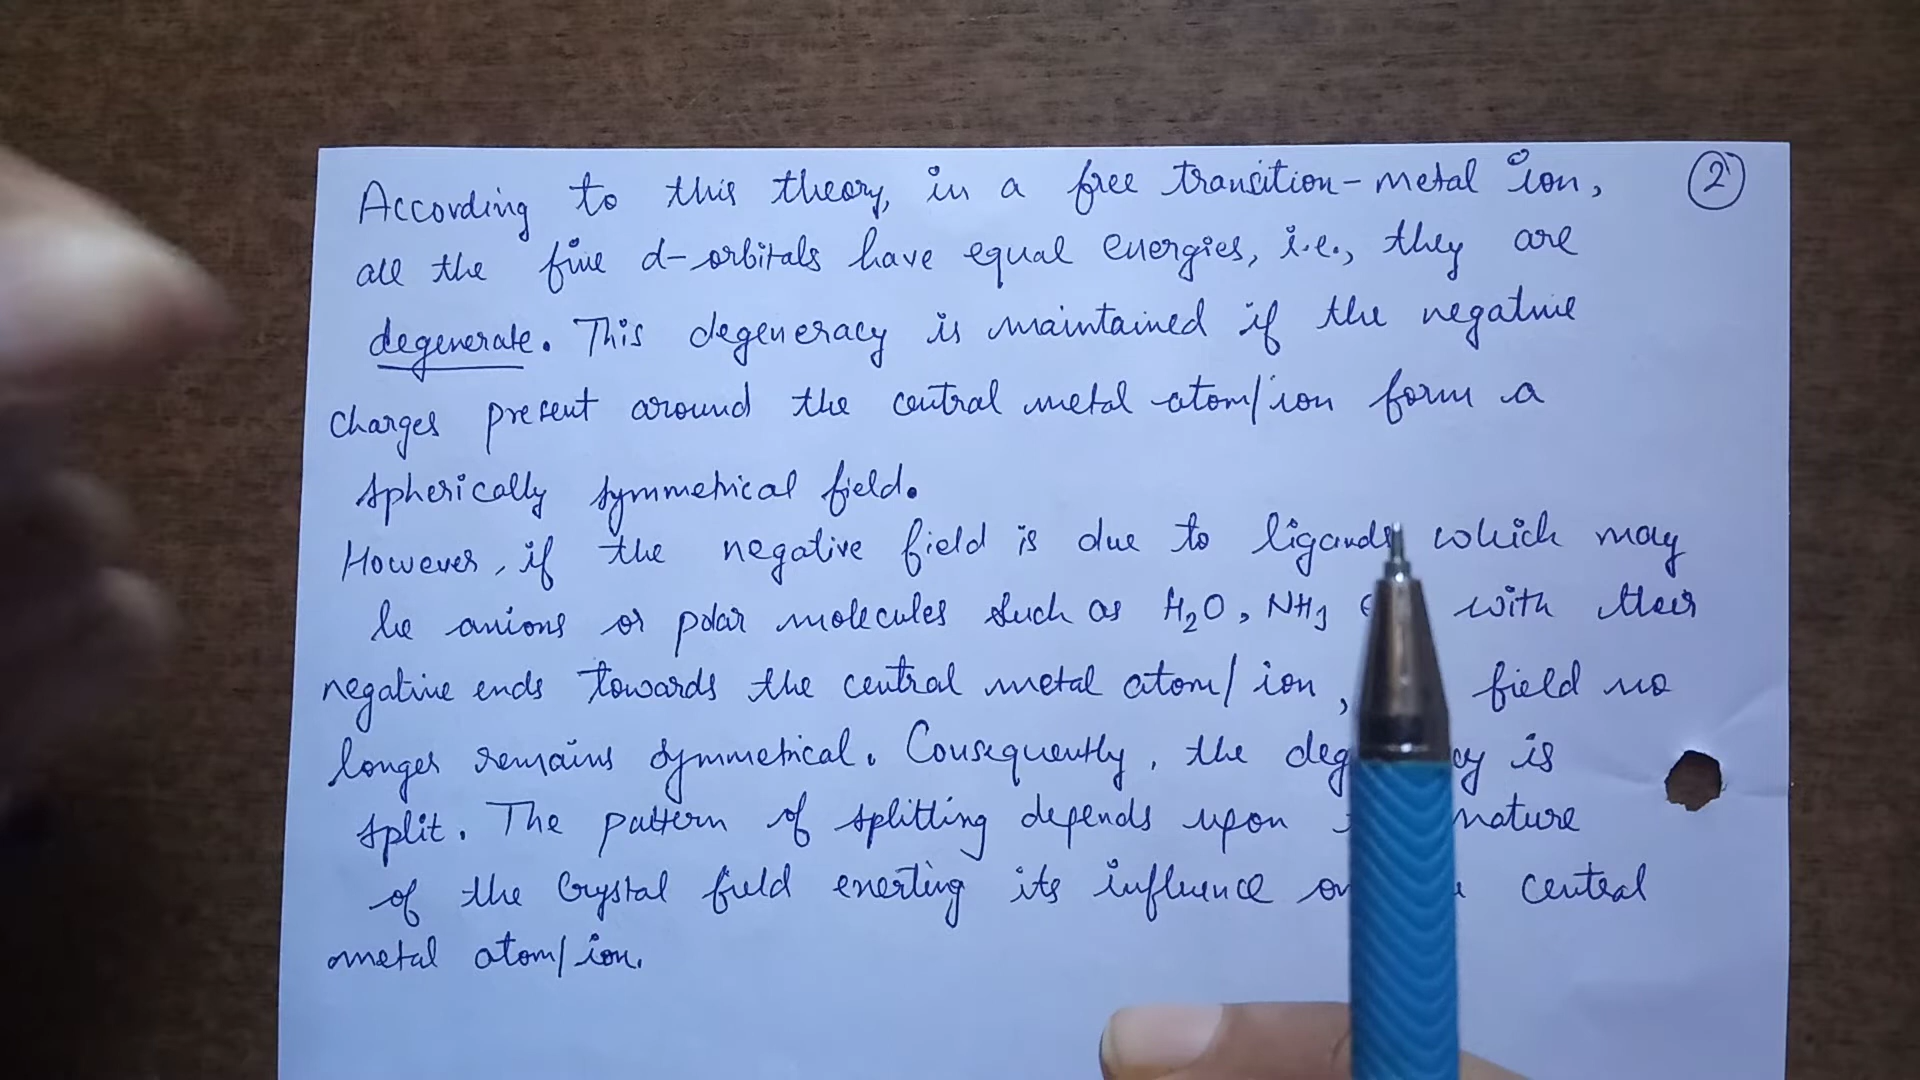 According to this theory, in a free transition-metal ion,
2
all the five d-orbitals have equal energies, i.e., they are
degenerate. This degeneracy is maintained if the negative
charges present around the central metal atom/ion form a
spherically symmetrical field.
However, if the negative field is due to ligands which may
be anions or polar molecules such as H₂O, NH₃ with their
negative ends towards the central metal atom/ion, field no
longer remains symmetrical. Consequently, the is
split. The pattern of splitting depends upon nature
of the Crystal field exerting its influence central
metal atom/ion.